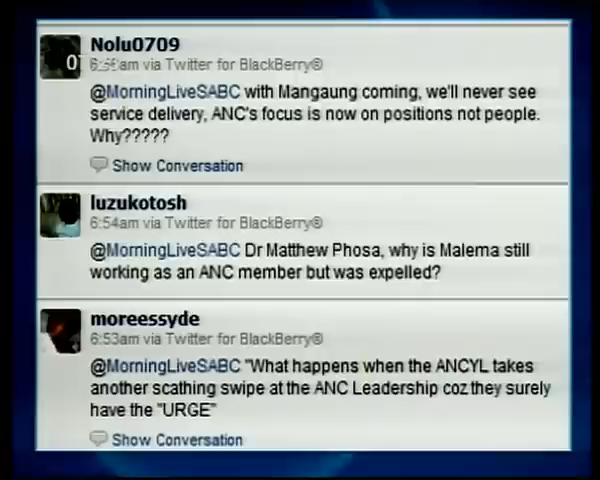 Nolu0709
am via Twitter for BlackBerry®
@MorningLiveSABC with Mangaung coming, we'll never see
service delivery, ANC's focus is now on positions not people.
Why?????
Show Conversation
luzukotosh
6:54am via Twitter for BlackBerry®
@MorningLiveSABC Dr Matthew Phosa, why is Malema still
working as an ANC member but was expelled?
moreessyde
6:53am via Twitter for BlackBerry®
@MorningLiveSABC "What happens when the ANCYL takes
another scathing swipe at the ANC Leadership coz they surely
have the "URGE"
Show Conversation